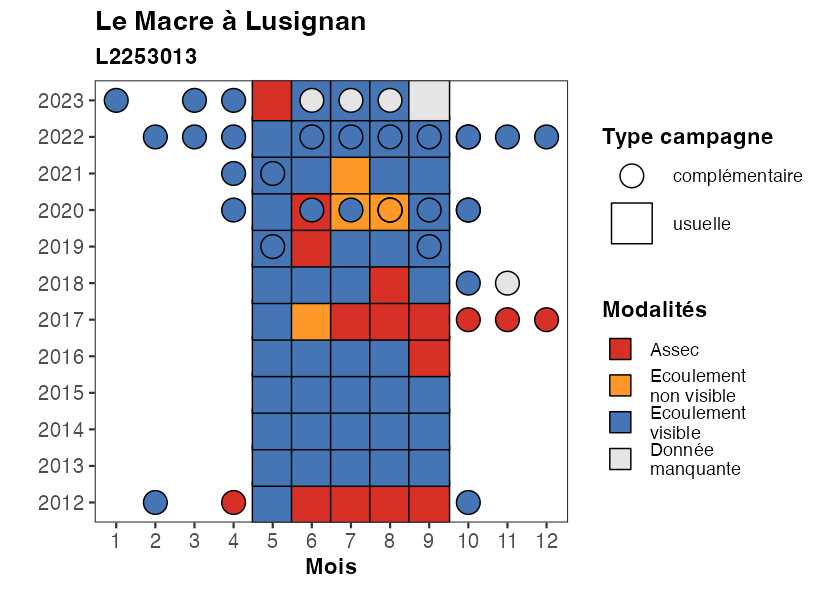 Le Macre à Lusignan
L2253013
2023
2022
2021
2020
2019
2018
2017
2016
2015
2014
2013
2012
1 2 3 4 5 6 7 8 9 10 11 12
Mois
Type campagne
complémentaire
usuelle
Modalités
Assec
Ecoulement
non visible
Ecoulement
visible
Donnée
manquante